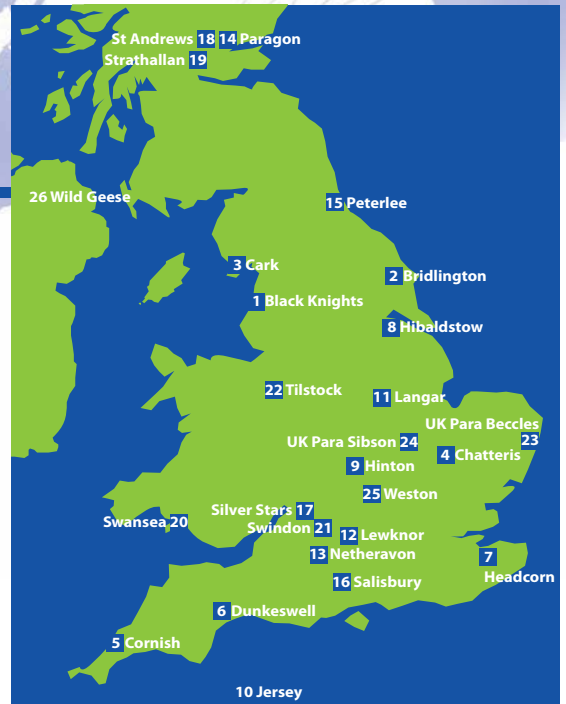 St Andrews 18 14 Paragon
Strathallan 19
26 Wild Geese
15 Peterlee
3 Cark
2 Bridlington
1 Black Knights
8 Hibaldstow
22 Tilstock
11 Langar
UK Para Beccles
23
UK Para Sibson 24
4 Chatteris
9 Hinton
25 Weston
Silver Stars 17
Swansea 20
Swindon 21
12 Lewknor
13 Netheravon
7
Headcorn
16 Salisbury
6 Dunkeswell
5 Cornish
10 Jersey